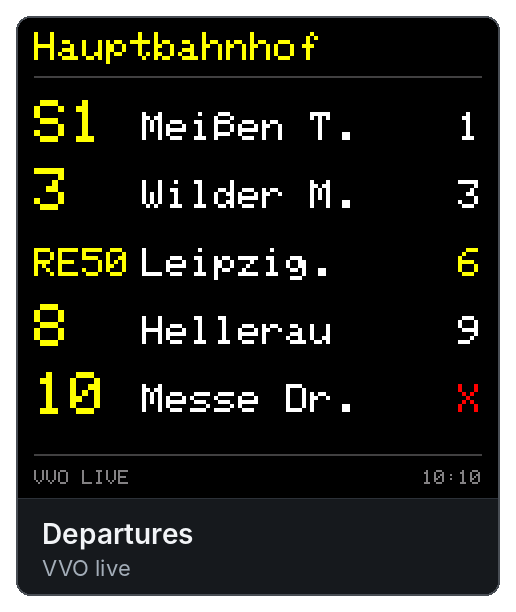 Hauptbahnhof
S1 Meißen T. 1
3 Wilder M. 3
RE50 Leipzig. 6
8 Hellerau 9
10 Messe Dr. X
VVO LIVE 10:10
Departures
VVO live